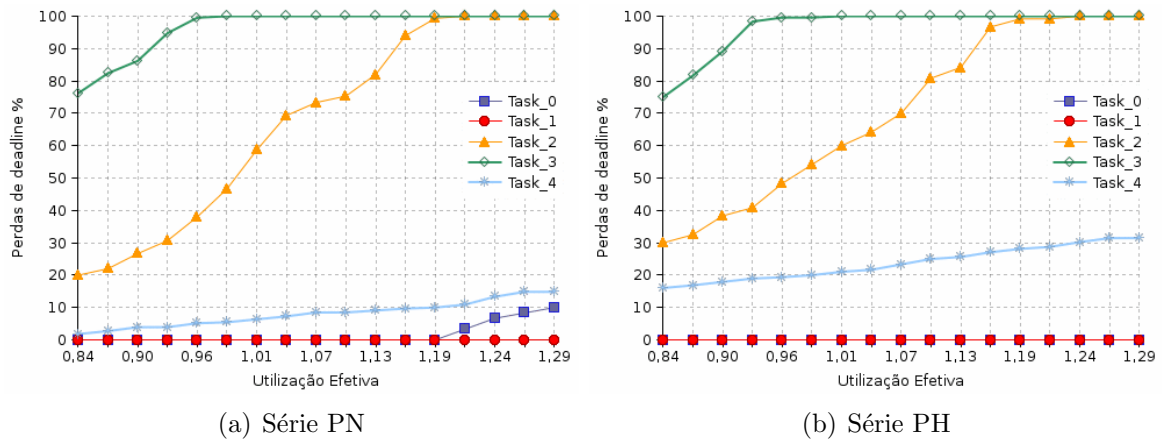 Perdas de deadline %
100
90
80
70
60
50
40
30
20
10
0
0,84
0,90
0,96
1,01
1,07
1,13
1,19
1,24
1,29
Utilização Efetiva
Task_0
Task_1
Task_2
Task_3
Task_4
(a) Série PN
Perdas de deadline %
100
90
80
70
60
50
40
30
20
10
0
0,84
0,90
0,96
1,01
1,07
1,13
1,19
1,24
1,29
Utilização Efetiva
Task_0
Task_1
Task_2
Task_3
Task_4
(b) Série PH